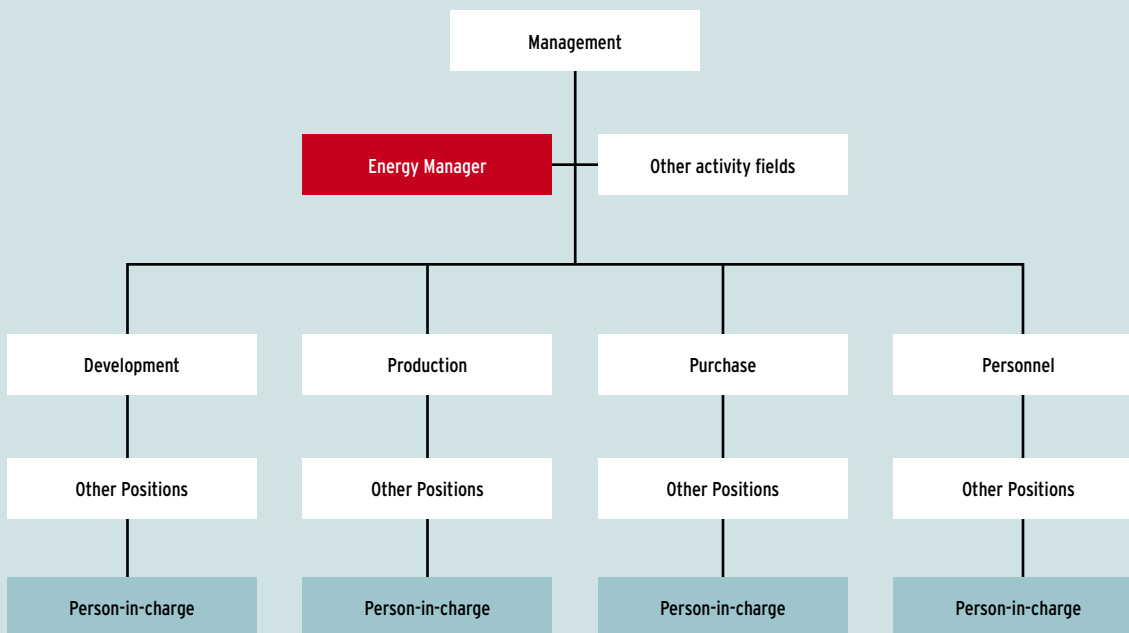 Management
Energy Manager
Other activity fields
Development
Production
Purchase
Personnel
Other Positions
Other Positions
Other Positions
Other Positions
Person-in-charge
Person-in-charge
Person-in-charge
Person-in-charge